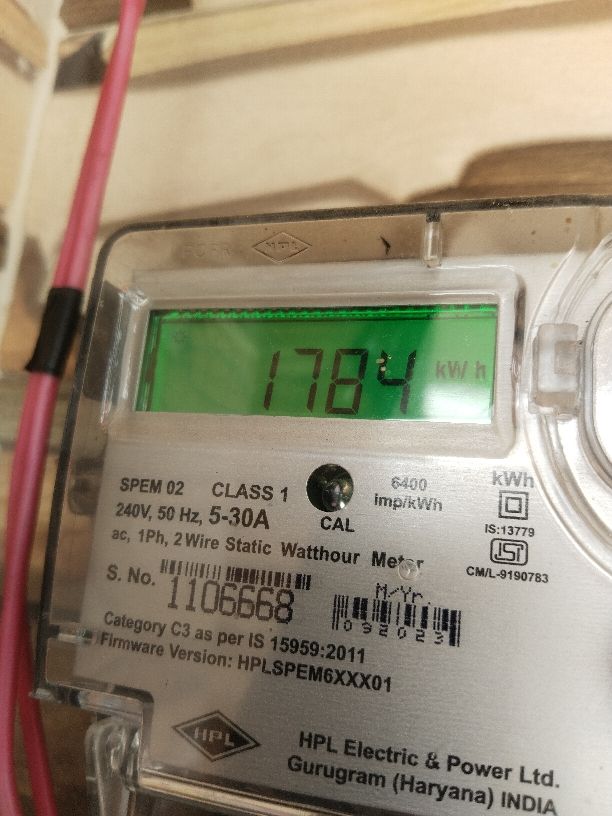 HPL
1784 kWh
SPEM 02 CLASS 1
240V, 50 Hz, 5-30A
CAL
6400
imp/kWh
kWh
IS:13779
ISI
CM/L-9190783
ac, 1Ph, 2 Wire Static Watthour Meter
S. No. 1106668
M/Yr.
092023
Category C3 as per IS 15959:2011
Firmware Version: HPLSPEM6XXX01
HPL
HPL Electric & Power Ltd.
Gurugram (Haryana) INDIA